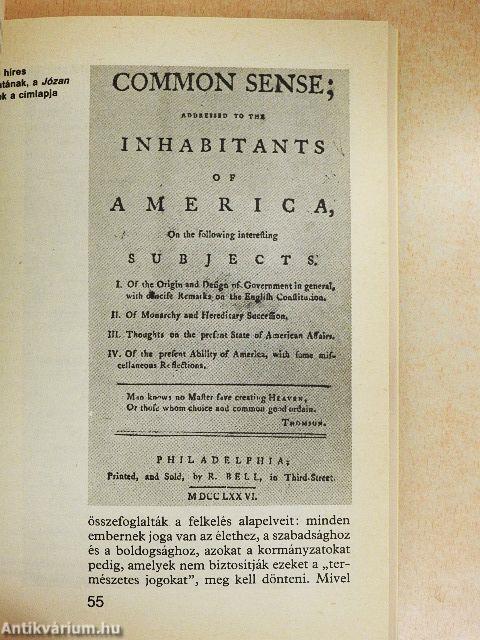 híres
ának, a Józan
k a címlapja
COMMON SENSE;
ADDRESSED TO THE
INHABITANTS
OF
AMERICA,
On the following interesting
SUBJECTS.
I. Of the Origin and Design of Government in general,
with concise Remarks on the English Constitution.
II. Of Monarchy and Hereditary Succession.
III. Thoughts on the present State of American Affairs.
IV. Of the present Ability of America, with some mis-
cellaneous Reflections.
Man knows no Master save creating HEAVEN,
Or those whom choice and common good ordain.
THOMSON.
PHILADELPHIA;
Printed, and Sold, by R. BELL, in Third-Street.
MDCCLXXVI.
összefoglalták a felkelés alapelveit: minden
embernek joga van az élethez, a szabadsághoz
és a boldogsághoz, azokat a kormányzatokat
pedig, amelyek nem biztosítják ezeket a „ter-
mészetes jogokat”, meg kell dönteni. Mivel
55
Antikvárium.hu